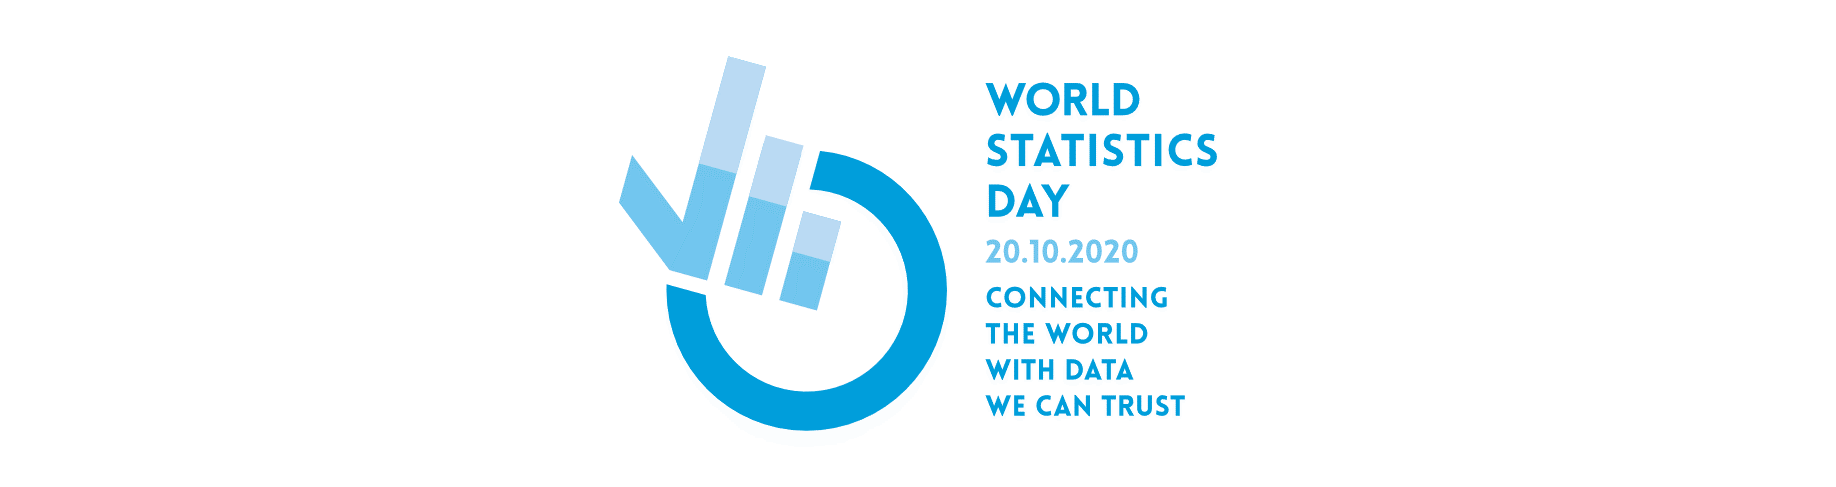 WORLD
STATISTICS
DAY
20.10.2020
CONNECTING
THE WORLD
WITH DATA
WE CAN TRUST